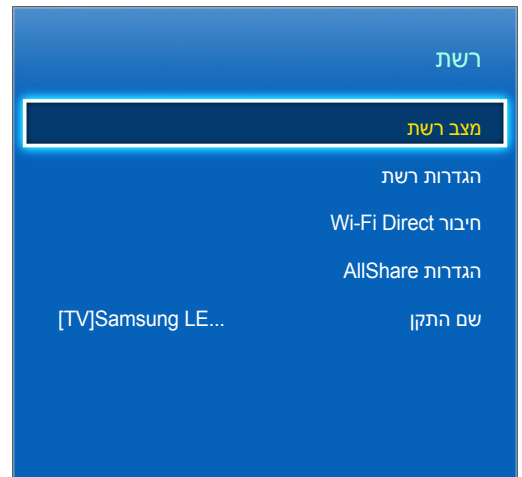 רשת
מצב רשת
הגדרות רשת
חיבור Wi-Fi Direct
הגדרות AllShare
שם התקן [TV]Samsung LE...